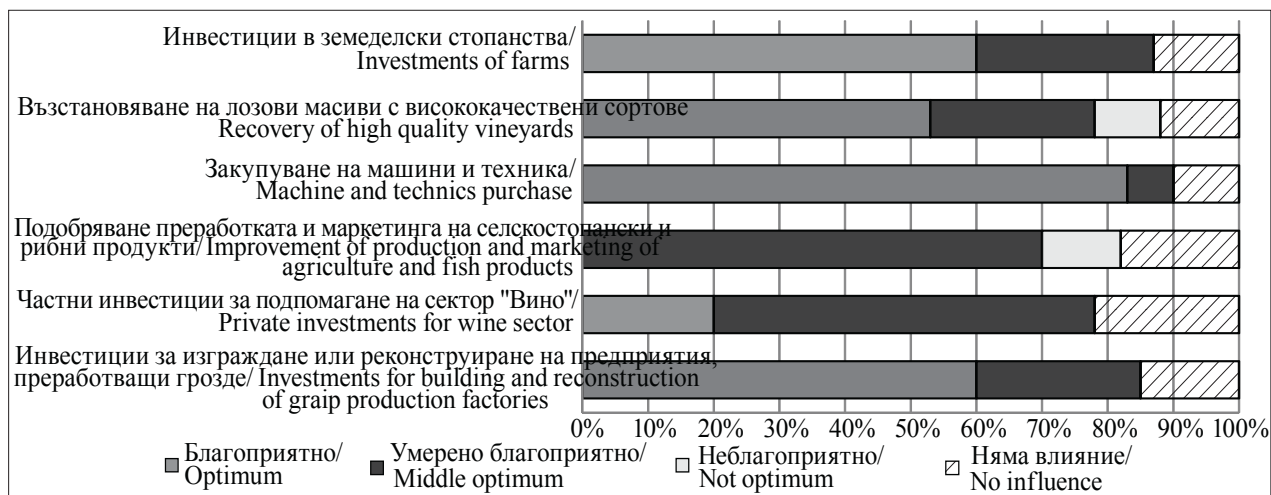 Инвестиции в земеделски стопанства/
Investments of farms
Възстановяване на лозови масиви с висококачествени сортове
Recovery of high quality vineyards
Закупуване на машини и техника/
Machine and technics purchase
Подобряване преработката и маркетинга на селскостопански и
рибни продукти/ Improvement of production and marketing of
agriculture and fish products
Частни инвестиции за подпомагане на сектор "Вино"/
Private investments for wine sector
Инвестиции за изграждане или реконструиране на предприятия,
преработващи грозде/ Investments for building and reconstruction
of graip production factories
0% 10% 20% 30% 40% 50% 60% 70% 80% 90% 100%
Благоприятно/
Optimum
Умерено благоприятно/
Middle optimum
Неблагоприятно/
Not optimum
Няма влияние/
No influence